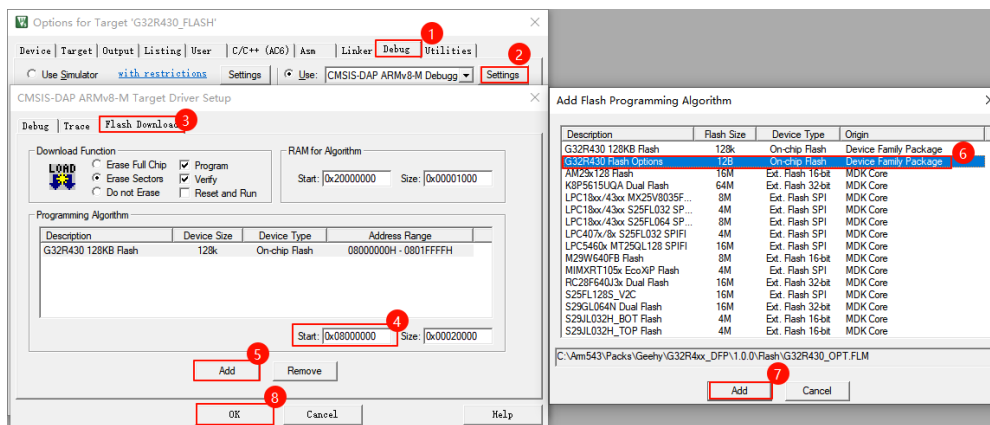 Options for Target 'G32R430_FLASH'
1
Device | Target | Output | Listing | User | C/C++ (AC6) | Asm | Linker Debug Utilities |
2
Use Simulator with restrictions Settings Use: CMSIS-DAP ARMv8-M Debugg Settings
CMSIS-DAP ARMv8-M Target Driver Setup
Debug | Trace Flash Download 3
Download Function
LOAD
Erase Full Chip Program
Erase Sectors Verify
Do not Erase Reset and Run
RAM for Algorithm
Start: 0x20000000 Size: 0x00001000
Programming Algorithm
Description Device Size Device Type Address Range
G32R430 128KB Flash 128k On-chip Flash 08000000H - 0801FFFFH
4
Start: 0x08000000 Size: 0x00020000
5
Add Remove
8
OK Cancel Help
Add Flash Programming Algorithm
Description Flash Size Device Type Origin
G32R430 128KB Flash 128k On-chip Flash Device Family Package
G32R430 Flash Options 12B On-chip Flash Device Family Package 6
AM29x128 Flash 16M Ext. Flash 16-bit MDK Core
K8P5615UQA Dual Flash 64M Ext. Flash 32-bit MDK Core
LPC18xx/43xx MX25V8035F... 8M Ext. Flash SPI MDK Core
LPC18xx/43xx S25FL032 SP... 4M Ext. Flash SPI MDK Core
LPC18xx/43xx S25FL064 SP... 8M Ext. Flash SPI MDK Core
LPC407x/8x S25FL032 SPIFI 4M Ext. Flash SPI MDK Core
LPC5460x MT25QL128 SPIFI 16M Ext. Flash SPI MDK Core
M29W640FB Flash 8M Ext. Flash 16-bit MDK Core
MIMXRT105x EcoXiP Flash 4M Ext. Flash SPI MDK Core
RC28F640J3x Dual Flash 16M Ext. Flash 32-bit MDK Core
S25FL128S_V2C 16M Ext. Flash SPI MDK Core
S29GL064N Dual Flash 16M Ext. Flash 32-bit MDK Core
S29JL032H_BOT Flash 4M Ext. Flash 16-bit MDK Core
S29JL032H_TOP Flash 4M Ext. Flash 16-bit MDK Core
C:\Arm543\Packs\Geehy\G32R4xx_DFP\1.0.0\Flash\G32R430_OPT.FLM
7
Add Cancel